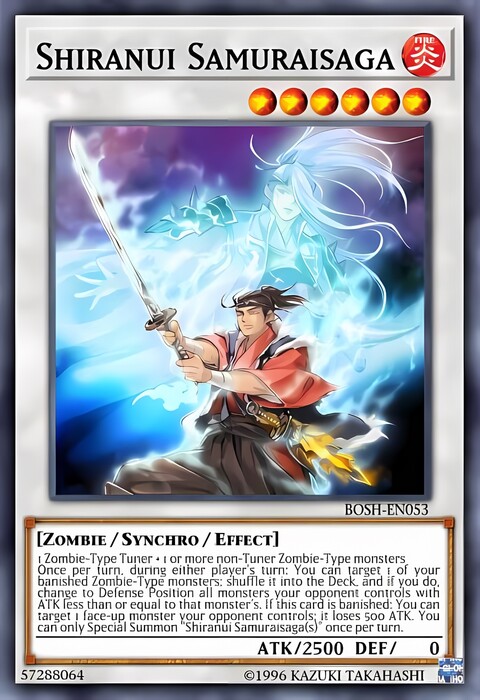 SHIRANUI SAMURAISAGA
FIRE
炎
BOSH-EN053
[ZOMBIE / SYNCHRO / EFFECT]
1 Zombie-Type Tuner + 1 or more non-Tuner Zombie-Type monsters
Once per turn, during either player's turn: You can target 1 of your
banished Zombie-Type monsters; shuffle it into the Deck, and if you do,
change to Defense Position all monsters your opponent controls with
ATK less than or equal to that monster's. If this card is banished: You can
target 1 face-up monster your opponent controls; it loses 500 ATK. You
can only Special Summon "Shiranui Samuraisaga(s)" once per turn.
ATK/2500 DEF/ 0
57288064
©1996 KAZUKI TAKAHASHI